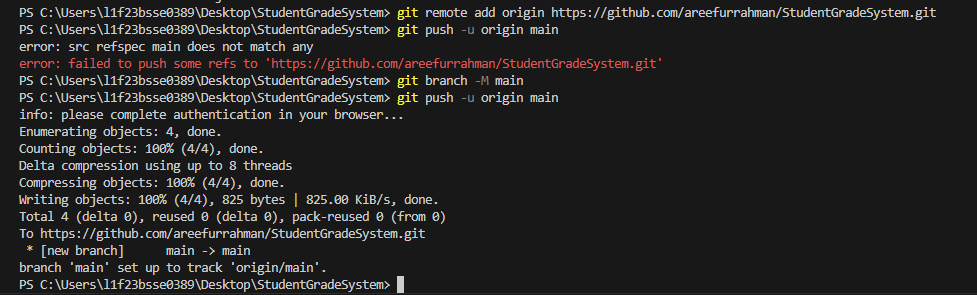 PS C:\Users\l1f23bsse0389\Desktop\StudentGradeSystem> git remote add origin https://github.com/areefurrahman/StudentGradeSystem.git
PS C:\Users\l1f23bsse0389\Desktop\StudentGradeSystem> git push -u origin main
error: src refspec main does not match any
error: failed to push some refs to 'https://github.com/areefurrahman/StudentGradeSystem.git'
PS C:\Users\l1f23bsse0389\Desktop\StudentGradeSystem> git branch -M main
PS C:\Users\l1f23bsse0389\Desktop\StudentGradeSystem> git push -u origin main
info: please complete authentication in your browser...
Enumerating objects: 4, done.
Counting objects: 100% (4/4), done.
Delta compression using up to 8 threads
Compressing objects: 100% (4/4), done.
Writing objects: 100% (4/4), 825 bytes | 825.00 KiB/s, done.
Total 4 (delta 0), reused 0 (delta 0), pack-reused 0 (from 0)
To https://github.com/areefurrahman/StudentGradeSystem.git
 * [new branch]      main -> main
branch 'main' set up to track 'origin/main'.
PS C:\Users\l1f23bsse0389\Desktop\StudentGradeSystem>